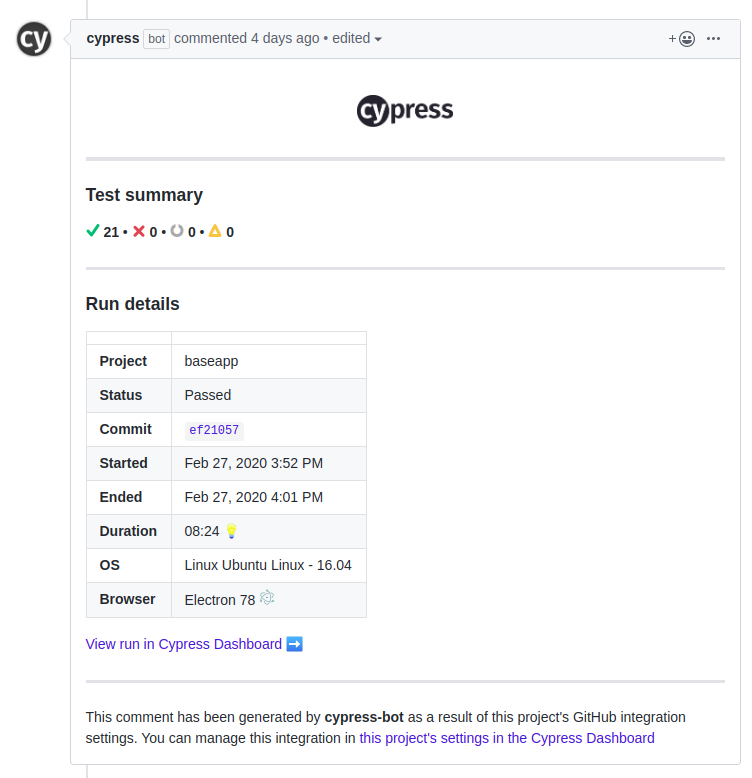 cy cypress bot commented 4 days ago • edited
cypress
Test summary
21 • 0 • 0 • 0
Run details
Project baseapp
Status Passed
Commit ef21057
Started Feb 27, 2020 3:52 PM
Ended Feb 27, 2020 4:01 PM
Duration 08:24 💡
OS Linux Ubuntu Linux - 16.04
Browser Electron 78
View run in Cypress Dashboard ➡️
This comment has been generated by cypress-bot as a result of this project's GitHub integration
settings. You can manage this integration in this project's settings in the Cypress Dashboard